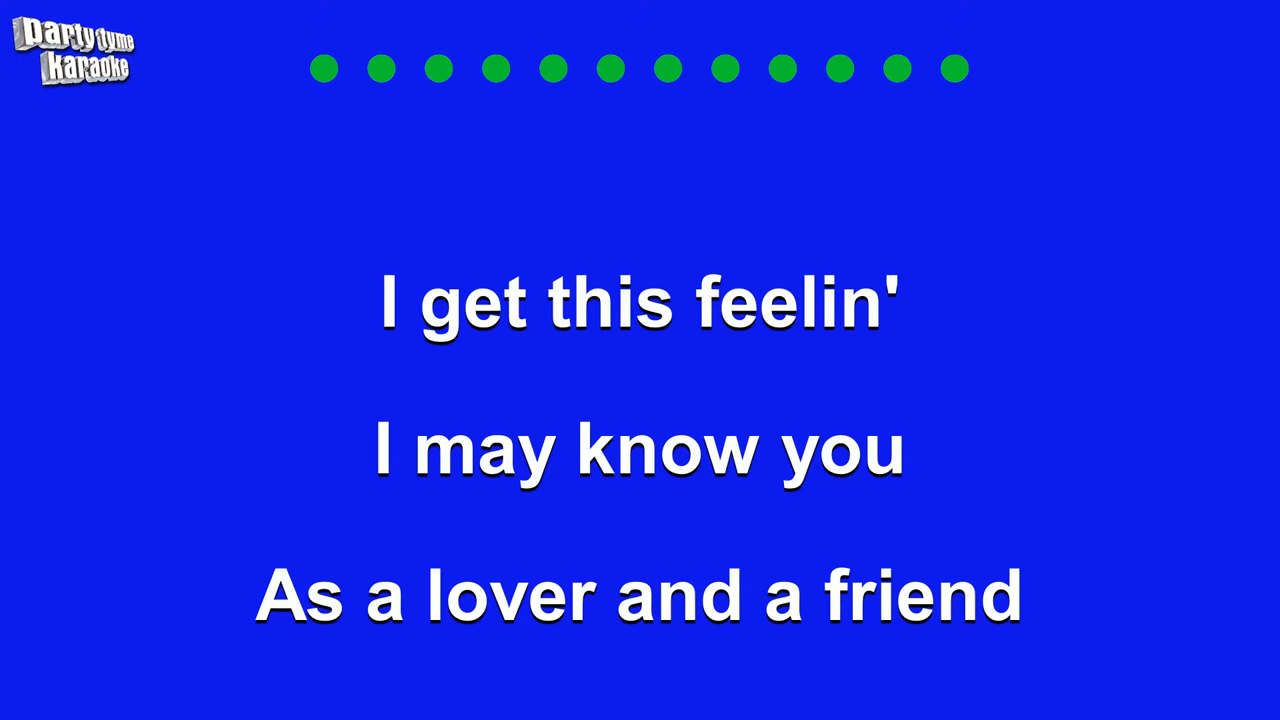 party tyme
karaoke
I get this feelin'
I may know you
As a lover and a friend